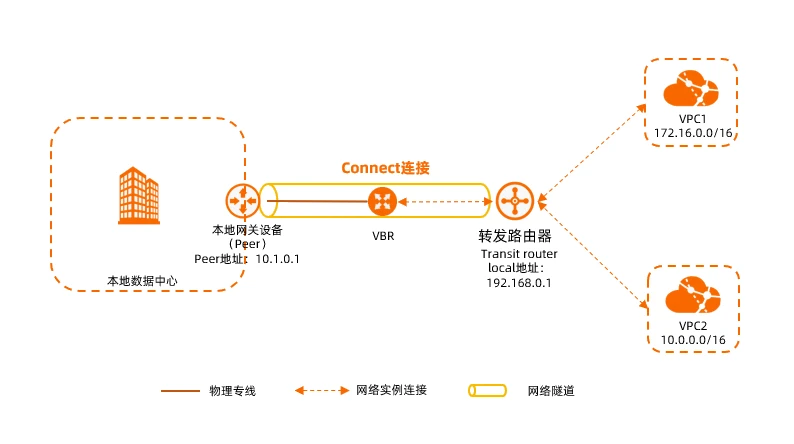 VPC1
172.16.0.0/16
Connect连接
本地网关设备
（Peer）
Peer地址：10.1.0.1
本地数据中心
VBR
转发路由器
Transit router
local地址：
192.168.0.1
VPC2
10.0.0.0/16
物理专线
网络实例连接
网络隧道